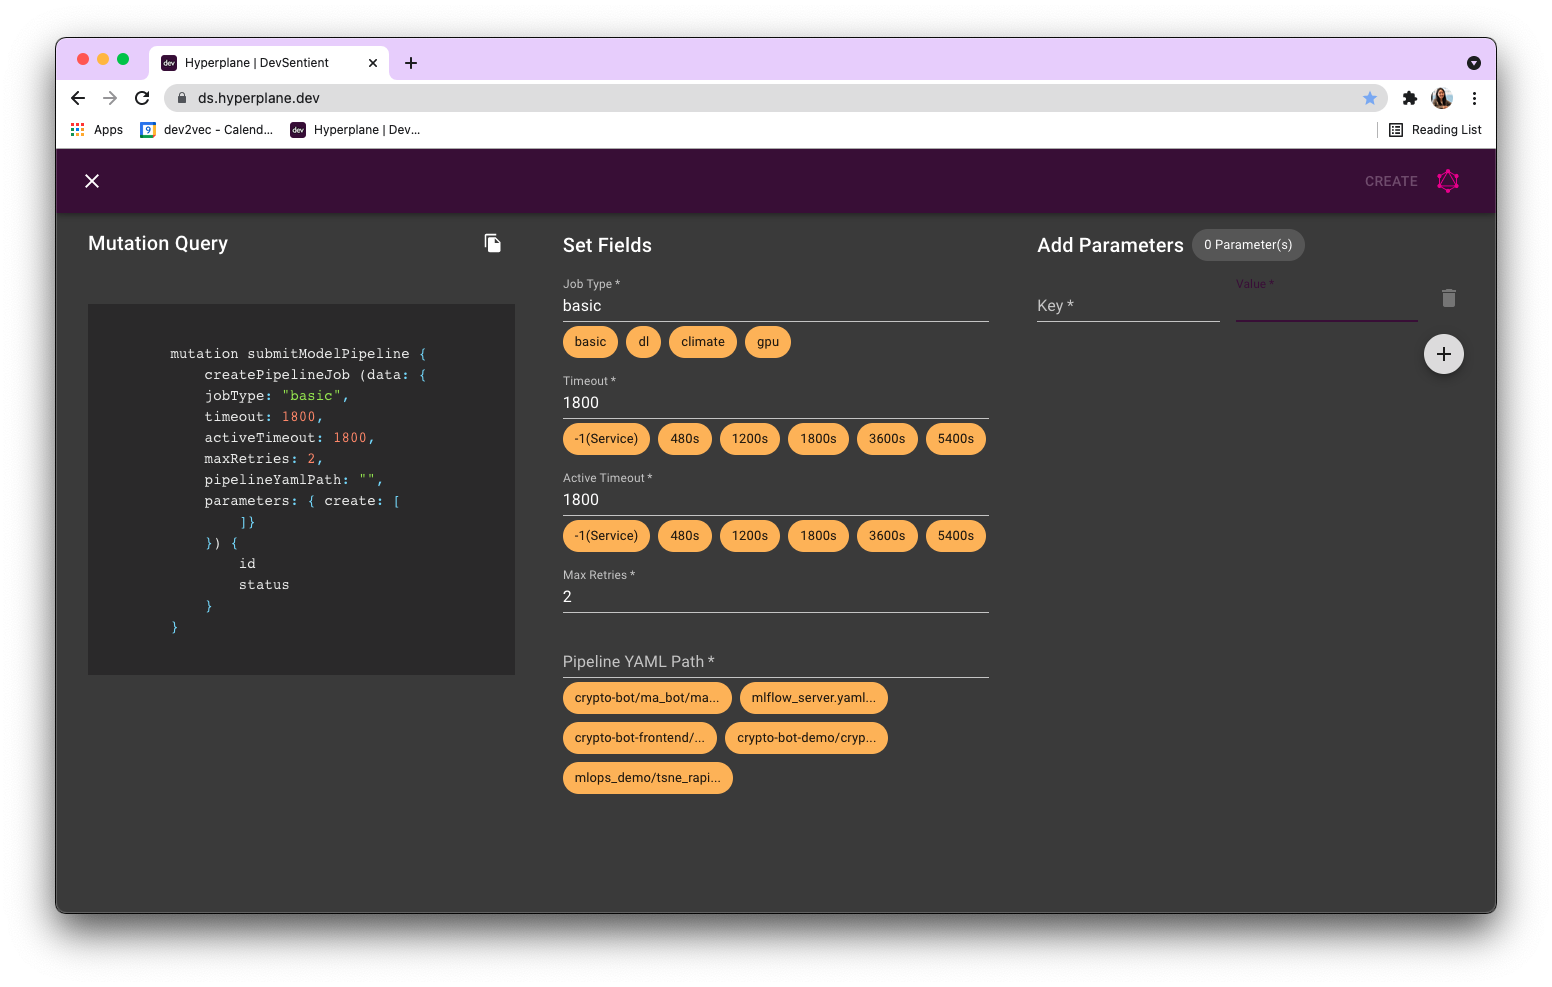 dev Hyperplane | DevSentient
ds.hyperplane.dev
Apps
9 dev2vec - Calend...
dev Hyperplane | Dev...
Reading List
CREATE
Mutation Query
mutation submitModelPipeline {
createPipelineJob (data: {
jobType: "basic",
timeout: 1800,
activeTimeout: 1800,
maxRetries: 2,
pipelineYamlPath: "",
parameters: { create: [
]}
}) {
id
status
}
}
Set Fields
Job Type *
basic
basic dl climate gpu
Timeout *
1800
-1(Service) 480s 1200s 1800s 3600s 5400s
Active Timeout *
1800
-1(Service) 480s 1200s 1800s 3600s 5400s
Max Retries *
2
Pipeline YAML Path *
crypto-bot/ma_bot/ma... mlflow_server.yaml...
crypto-bot-frontend/... crypto-bot-demo/cryp...
mlops_demo/tsne_rapi...
Add Parameters 0 Parameter(s)
Key *
Value *